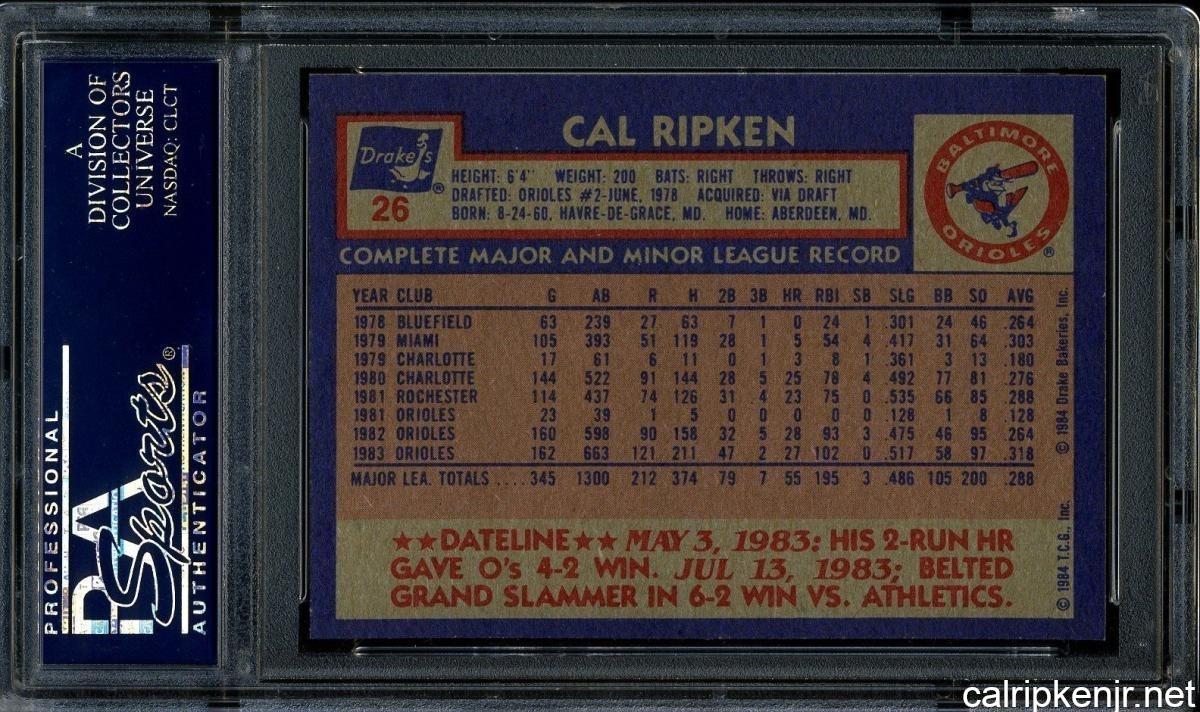 A
DIVISION OF
COLLECTORS
UNIVERSE
NASDAQ: CLCT
PROFESSIONAL
PSA
Sports®
AUTHENTICATOR
Drake's®
26
CAL RIPKEN
HEIGHT: 6'4" WEIGHT: 200 BATS: RIGHT THROWS: RIGHT
DRAFTED: ORIOLES #2-JUNE, 1978 ACQUIRED: VIA DRAFT
BORN: 8-24-60, HAVRE-DE-GRACE, MD. HOME: ABERDEEN, MD.
BALTIMORE
ORIOLES®
COMPLETE MAJOR AND MINOR LEAGUE RECORD
YEAR CLUB G AB R H 2B 3B HR RBI SB SLG BB SO AVG
1978 BLUEFIELD 63 239 27 63 7 1 0 24 1 .301 24 46 .264
1979 MIAMI 105 393 51 119 28 1 5 54 4 .417 31 64 .303
1979 CHARLOTTE 17 61 6 11 0 1 3 8 1 .361 3 13 .180
1980 CHARLOTTE 144 522 91 144 28 5 25 78 4 .492 77 81 .276
1981 ROCHESTER 114 437 74 126 31 4 23 75 0 .535 66 85 .288
1981 ORIOLES 23 39 1 5 0 0 0 0 0 .128 1 8 .128
1982 ORIOLES 160 598 90 158 32 5 28 93 3 .475 46 95 .264
1983 ORIOLES 162 663 121 211 47 2 27 102 0 .517 58 97 .318
MAJOR LEA. TOTALS ....345 1300 212 374 79 7 55 195 3 .486 105 200 .288
★★DATELINE★★ MAY 3, 1983: HIS 2-RUN HR
GAVE O's 4-2 WIN. JUL 13, 1983; BELTED
GRAND SLAMMER IN 6-2 WIN VS. ATHLETICS.
© 1984 Drake Bakeries, Inc.
© 1984 T.C.G., Inc.
calripkenjr.net